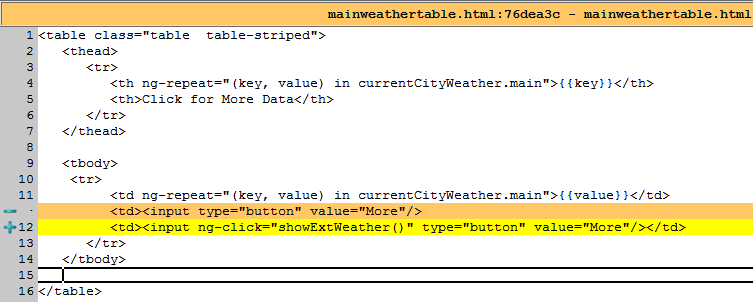 mainweathertable.html:76dea3c - mainweathertable.html
1 <table class="table  table-striped">
2    <thead>
3       <tr>
4          <th ng-repeat="(key, value) in currentCityWeather.main">{{key}}</th>
5          <th>Click for More Data</th>
6       </tr>
7    </thead>
8
9    <tbody>
10     <tr>
11          <td ng-repeat="(key, value) in currentCityWeather.main">{{value}}</td>
- ·          <td><input type="button" value="More"/>
+ 12          <td><input ng-click="showExtWeather()" type="button" value="More"/></td>
13       </tr>
14    </tbody>
15
16 </table>